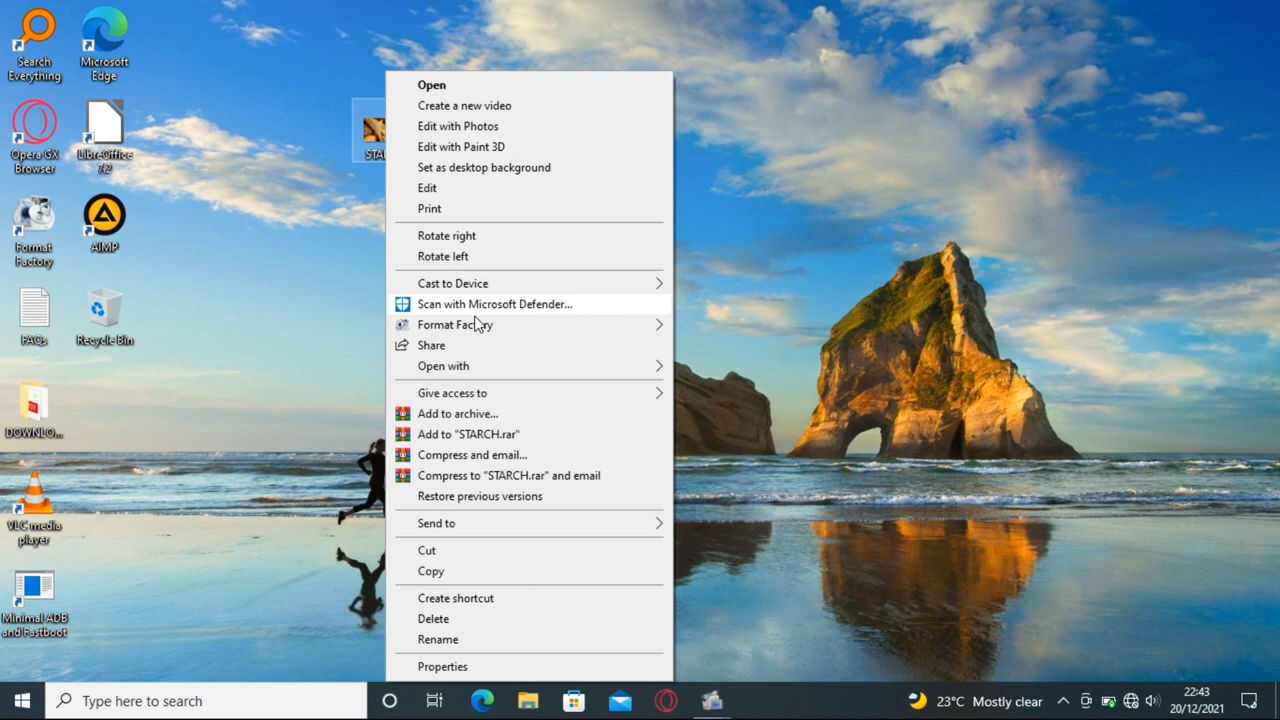 Search
Everything
Microsoft
Edge
Opera GX
Browser
LibreOffice
7.2
Format
Factory
AIMP
FAQs
Recycle Bin
DOWNLO...
VLC media
player
Minimal ADB
and Fastboot
STAR
Open
Create a new video
Edit with Photos
Edit with Paint 3D
Set as desktop background
Edit
Print
Rotate right
Rotate left
Cast to Device
Scan with Microsoft Defender...
Format Factory
Share
Open with
Give access to
Add to archive...
Add to "STARCH.rar"
Compress and email...
Compress to "STARCH.rar" and email
Restore previous versions
Send to
Cut
Copy
Create shortcut
Delete
Rename
Properties
Type here to search
23°C Mostly clear
22:43
20/12/2021